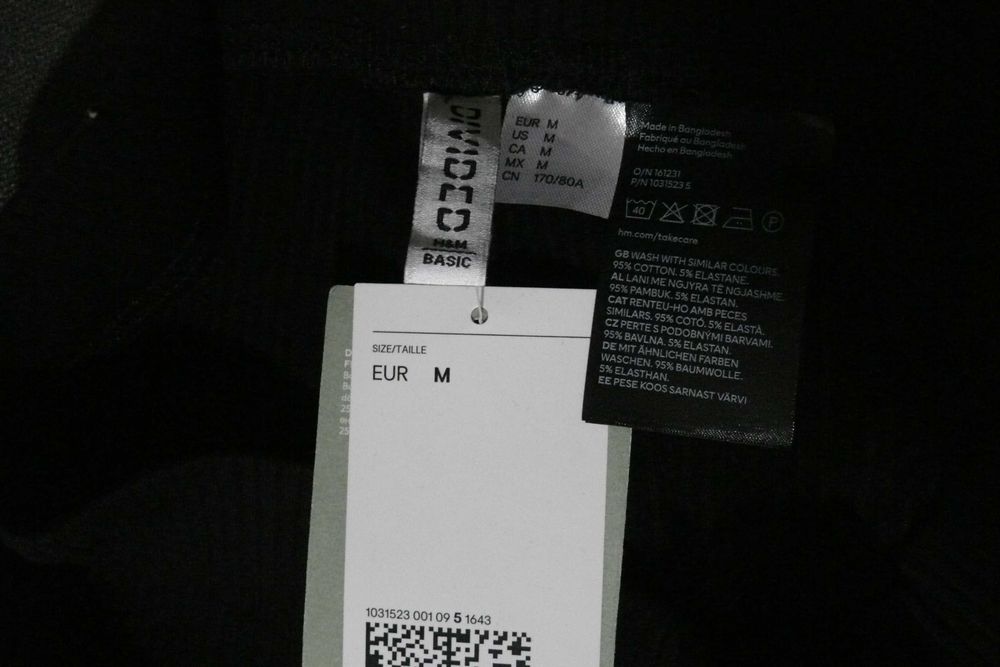 DIVIDED
H&M
BASIC
EUR M
US M
CA M
MX M
CN 170/80A
Made in Bangladesh
Fabriqué au Bangladesh
Hecho en Bangladesh
O/N 161231
P/N 1031523 5
40
P
hm.com/takecare
GB WASH WITH SIMILAR COLOURS.
95% COTTON. 5% ELASTANE.
AL LANI ME NGJYRA TË NGJASHME.
95% PAMBUK. 5% ELASTAN.
CAT RENTEU-HO AMB PECES
SIMILARS. 95% COTÓ. 5% ELASTÀ.
CZ PERTE S PODOBNÝMI BARVAMI.
95% BAVLNA. 5% ELASTAN.
DE MIT ÄHNLICHEN FARBEN
WASCHEN. 95% BAUMWOLLE.
5% ELASTHAN.
EE PESE KOOS SARNAST VÄRVI
SIZE/TAILLE
EUR M
1031523 001 09 5 1643